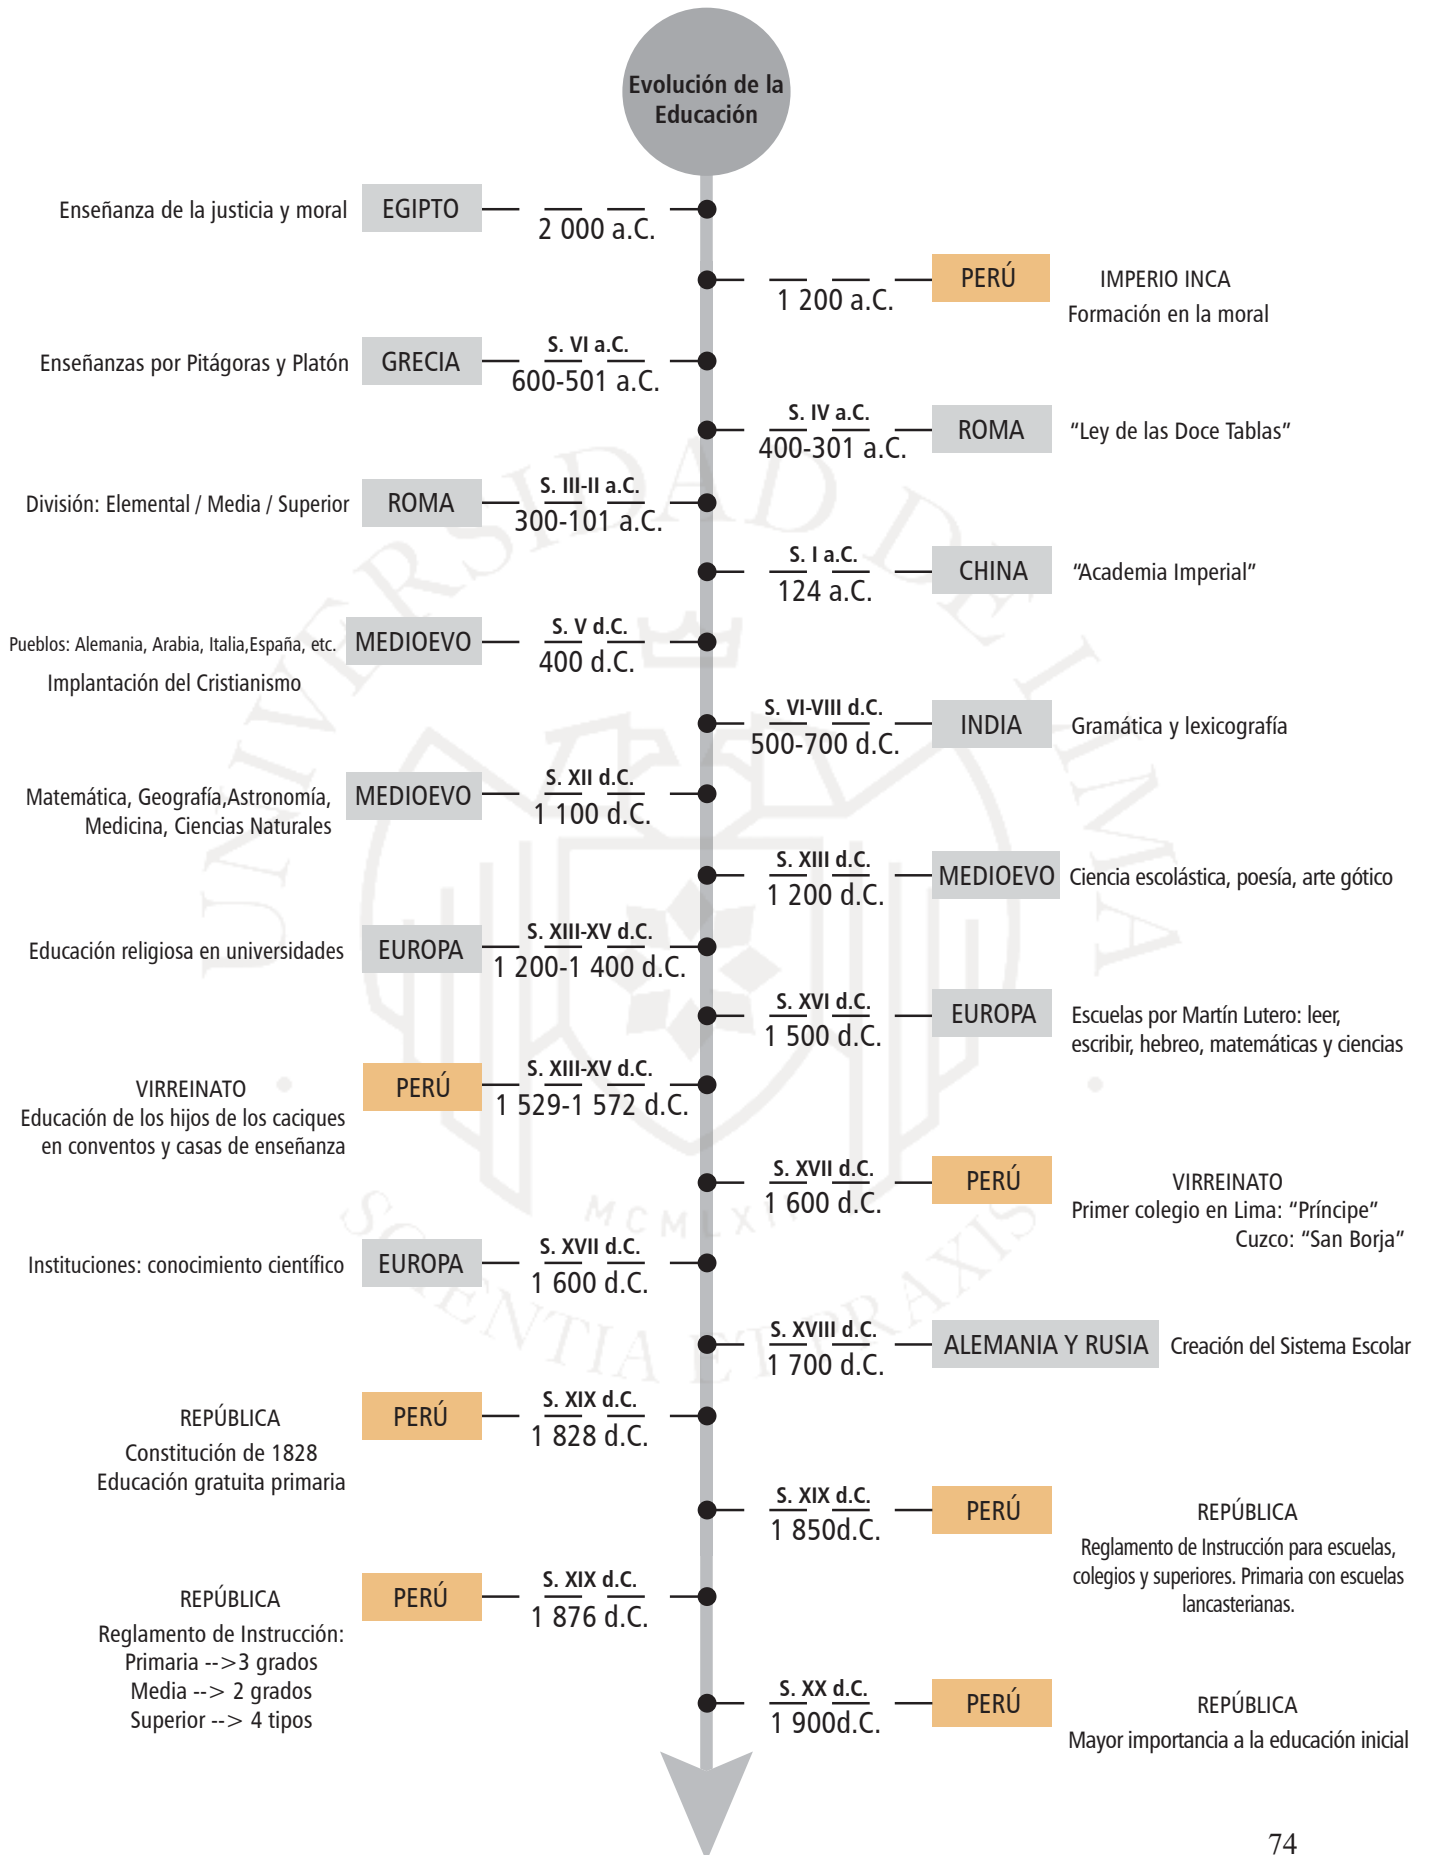 Evolución de la
Educación
Enseñanza de la justicia y moral
EGIPTO
2 000 a.C.
1 200 a.C.
PERÚ
IMPERIO INCA
Formación en la moral
Enseñanzas por Pitágoras y Platón
GRECIA
S. VI a.C.
600-501 a.C.
S. IV a.C.
400-301 a.C.
ROMA
“Ley de las Doce Tablas”
División: Elemental / Media / Superior
ROMA
S. III-II a.C.
300-101 a.C.
S. I a.C.
124 a.C.
CHINA
“Academia Imperial”
Pueblos: Alemania, Arabia, Italia,España, etc.
Implantación del Cristianismo
MEDIOEVO
S. V d.C.
400 d.C.
S. VI-VIII d.C.
500-700 d.C.
INDIA
Gramática y lexicografía
Matemática, Geografía,Astronomía,
Medicina, Ciencias Naturales
MEDIOEVO
S. XII d.C.
1 100 d.C.
S. XIII d.C.
1 200 d.C.
MEDIOEVO
Ciencia escolástica, poesía, arte gótico
Educación religiosa en universidades
EUROPA
S. XIII-XV d.C.
1 200-1 400 d.C.
S. XVI d.C.
1 500 d.C.
EUROPA
Escuelas por Martín Lutero: leer,
escribir, hebreo, matemáticas y ciencias
VIRREINATO
Educación de los hijos de los caciques
en conventos y casas de enseñanza
PERÚ
S. XIII-XV d.C.
1 529-1 572 d.C.
S. XVII d.C.
1 600 d.C.
PERÚ
VIRREINATO
Primer colegio en Lima: “Príncipe”
Cuzco: “San Borja”
Instituciones: conocimiento científico
EUROPA
S. XVII d.C.
1 600 d.C.
S. XVIII d.C.
1 700 d.C.
ALEMANIA Y RUSIA
Creación del Sistema Escolar
REPÚBLICA
Constitución de 1828
Educación gratuita primaria
PERÚ
S. XIX d.C.
1 828 d.C.
S. XIX d.C.
1 850d.C.
PERÚ
REPÚBLICA
Reglamento de Instrucción para escuelas,
colegios y superiores. Primaria con escuelas
lancasterianas.
REPÚBLICA
Reglamento de Instrucción:
Primaria -->3 grados
Media --> 2 grados
Superior --> 4 tipos
PERÚ
S. XIX d.C.
1 876 d.C.
S. XX d.C.
1 900d.C.
PERÚ
REPÚBLICA
Mayor importancia a la educación inicial
UNIVERSIDAD DE LIMA
MCMLXII
SCIENTIA ET PRAXIS
74